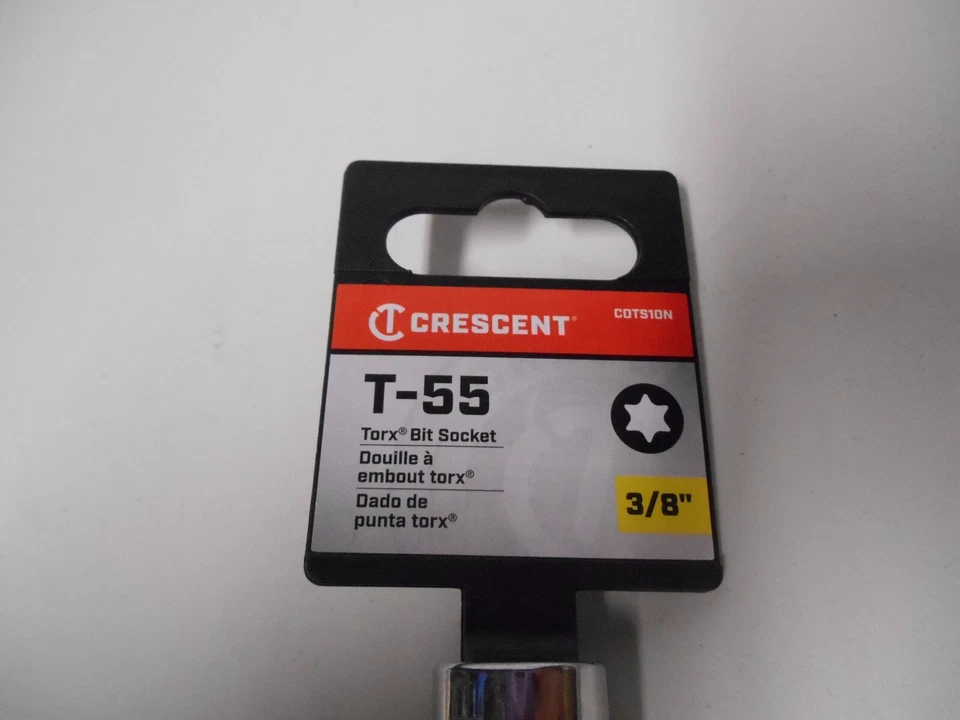 CRESCENT®
CDTS10N
T-55
Torx® Bit Socket
Douille à
embout torx®
Dado de
punta torx®
3/8"